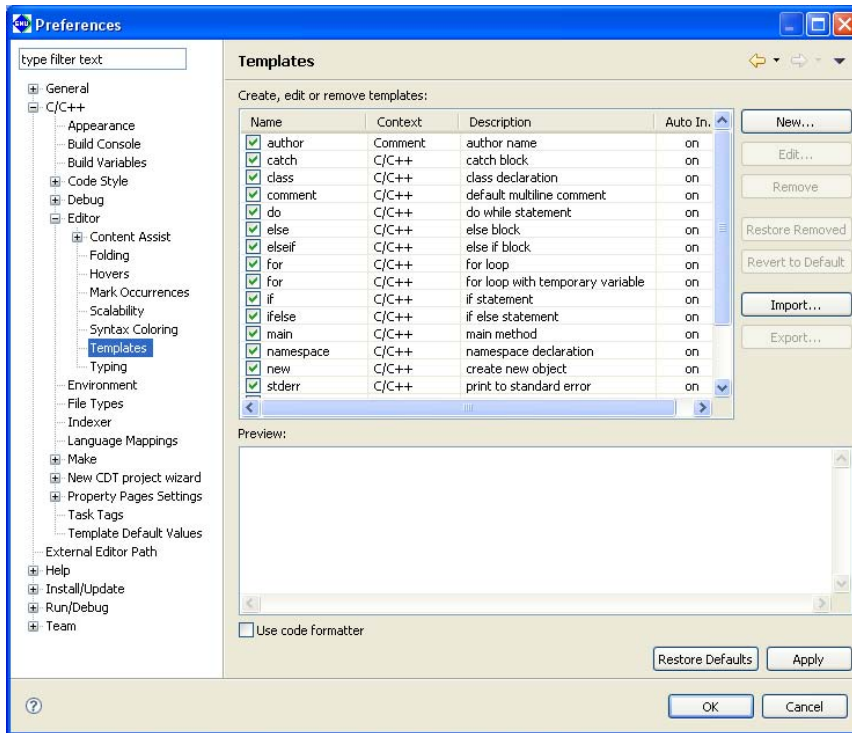 Preferences
type filter text
General
C/C++
Appearance
Build Console
Build Variables
Code Style
Debug
Editor
Content Assist
Folding
Hovers
Mark Occurrences
Scalability
Syntax Coloring
Templates
Typing
Environment
File Types
Indexer
Language Mappings
Make
New CDT project wizard
Property Pages Settings
Task Tags
Template Default Values
External Editor Path
Help
Install/Update
Run/Debug
Team
Templates
Create, edit or remove templates:
Name Context Description Auto In.
author Comment author name on
catch C/C++ catch block on
class C/C++ class declaration on
comment C/C++ default multiline comment on
do C/C++ do while statement on
else C/C++ else block on
elseif C/C++ else if block on
for C/C++ for loop on
for C/C++ for loop with temporary variable on
if C/C++ if statement on
ifelse C/C++ if else statement on
main C/C++ main method on
namespace C/C++ namespace declaration on
new C/C++ create new object on
stderr C/C++ print to standard error on
New...
Edit...
Remove
Restore Removed
Revert to Default
Import...
Export...
Preview:
Use code formatter
Restore Defaults
Apply
OK
Cancel